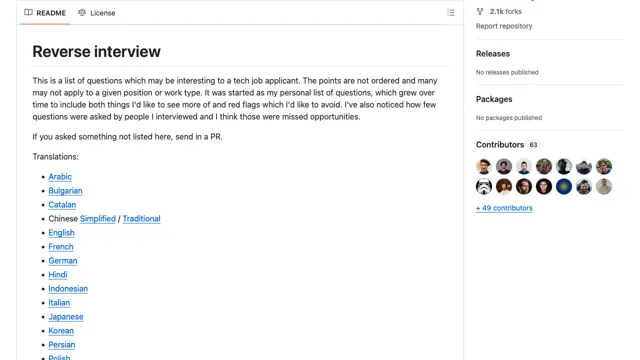 README
License
Reverse interview
This is a list of questions which may be interesting to a tech job applicant. The points are not ordered and many
may not apply to a given position or work type. It was started as my personal list of questions, which grew over
time to include both things I'd like to see more of and red flags which I'd like to avoid. I've also noticed how few
questions were asked by people I interviewed and I think those were missed opportunities.
If you asked something not listed here, send in a PR.
Translations:
• Arabic
• Bulgarian
• Catalan
• Chinese Simplified / Traditional
• English
• French
• German
• Hindi
• Indonesian
• Italian
• Japanese
• Korean
• Persian
• Polish
2.1k forks
Report repository
Releases
No releases published
Packages
No packages published
Contributors 63
+ 49 contributors